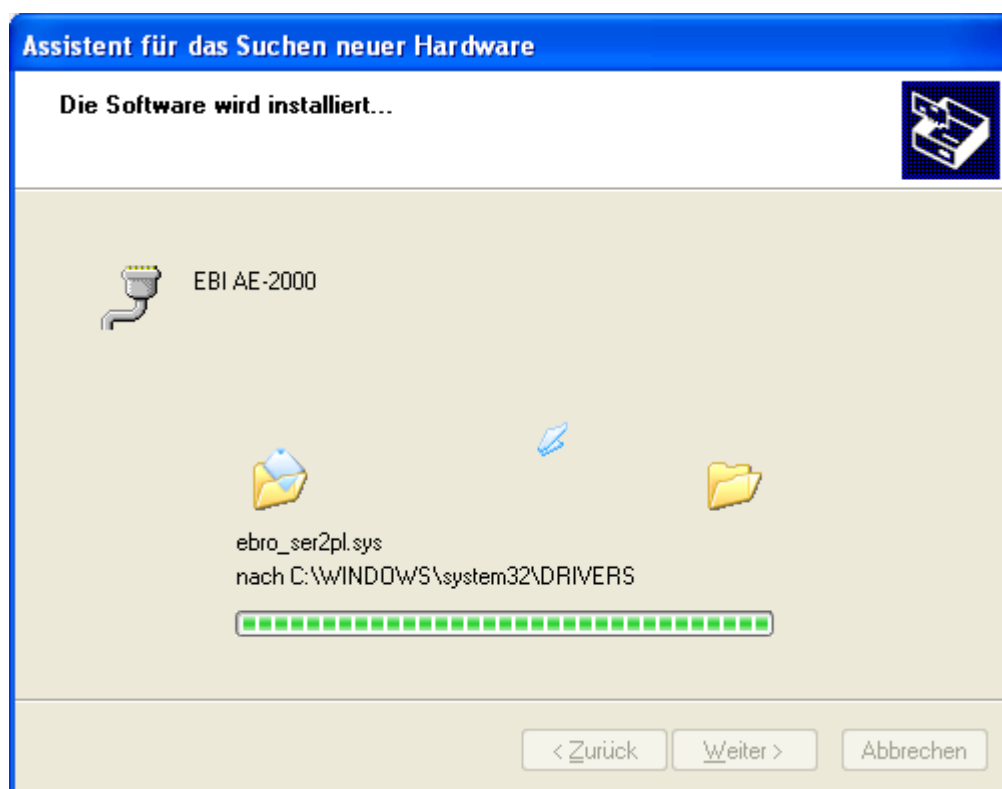 Assistent für das Suchen neuer Hardware
Die Software wird installiert...
EBI AE-2000
ebro_ser2pl.sys
nach C:\WINDOWS\system32\DRIVERS
< Zurück
Weiter >
Abbrechen